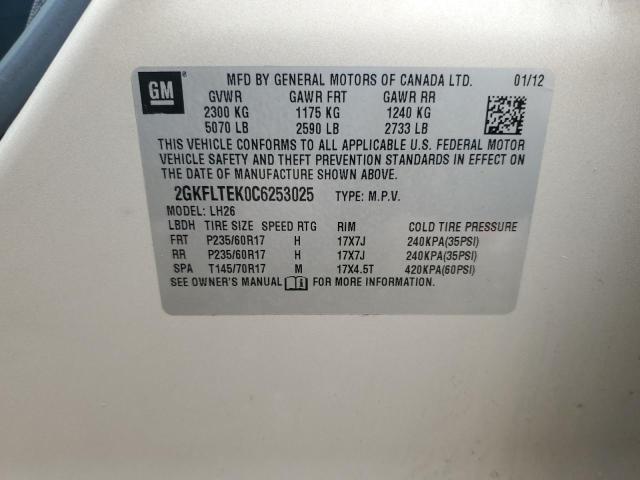 GM ® MFD BY GENERAL MOTORS OF CANADA LTD. 01/12
GVWR GAWR FRT GAWR RR
2300 KG 1175 KG 1240 KG
5070 LB 2590 LB 2733 LB
THIS VEHICLE CONFORMS TO ALL APPLICABLE U.S. FEDERAL MOTOR
VEHICLE SAFETY AND THEFT PREVENTION STANDARDS IN EFFECT ON
THE DATE OF MANUFACTURE SHOWN ABOVE.
2GKFLTEK0C6253025 TYPE: M.P.V.
MODEL: LH26
LBDH TIRE SIZE SPEED RTG RIM COLD TIRE PRESSURE
FRT P235/60R17 H 17X7J 240KPA(35PSI)
RR P235/60R17 H 17X7J 240KPA(35PSI)
SPA T145/70R17 M 17X4.5T 420KPA(60PSI)
SEE OWNER'S MANUAL FOR MORE INFORMATION.